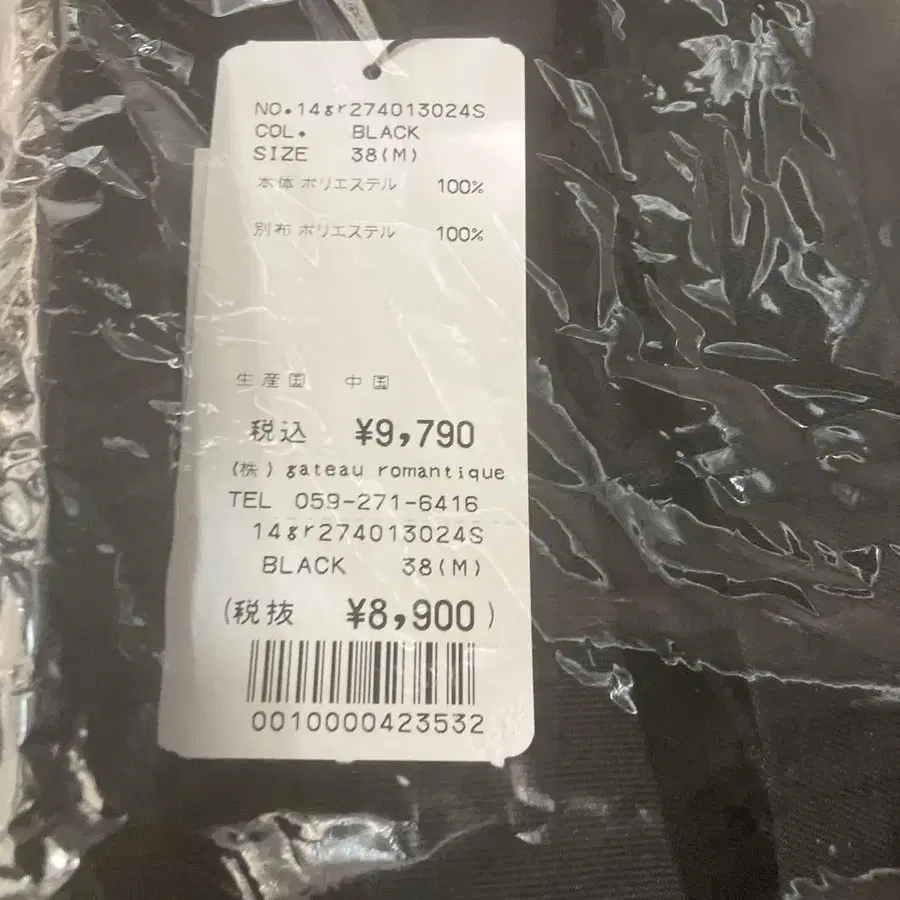 NO.14gr274013024S
COL. BLACK
SIZE 38(M)
本体 ポリエステル 100%
別布 ポリエステル 100%
生産国 中国
税込 ¥9,790
(株) gateau romantique
TEL 059-271-6416
14gr274013024S
BLACK 38(M)
(税抜 ¥8,900)
0010000423532